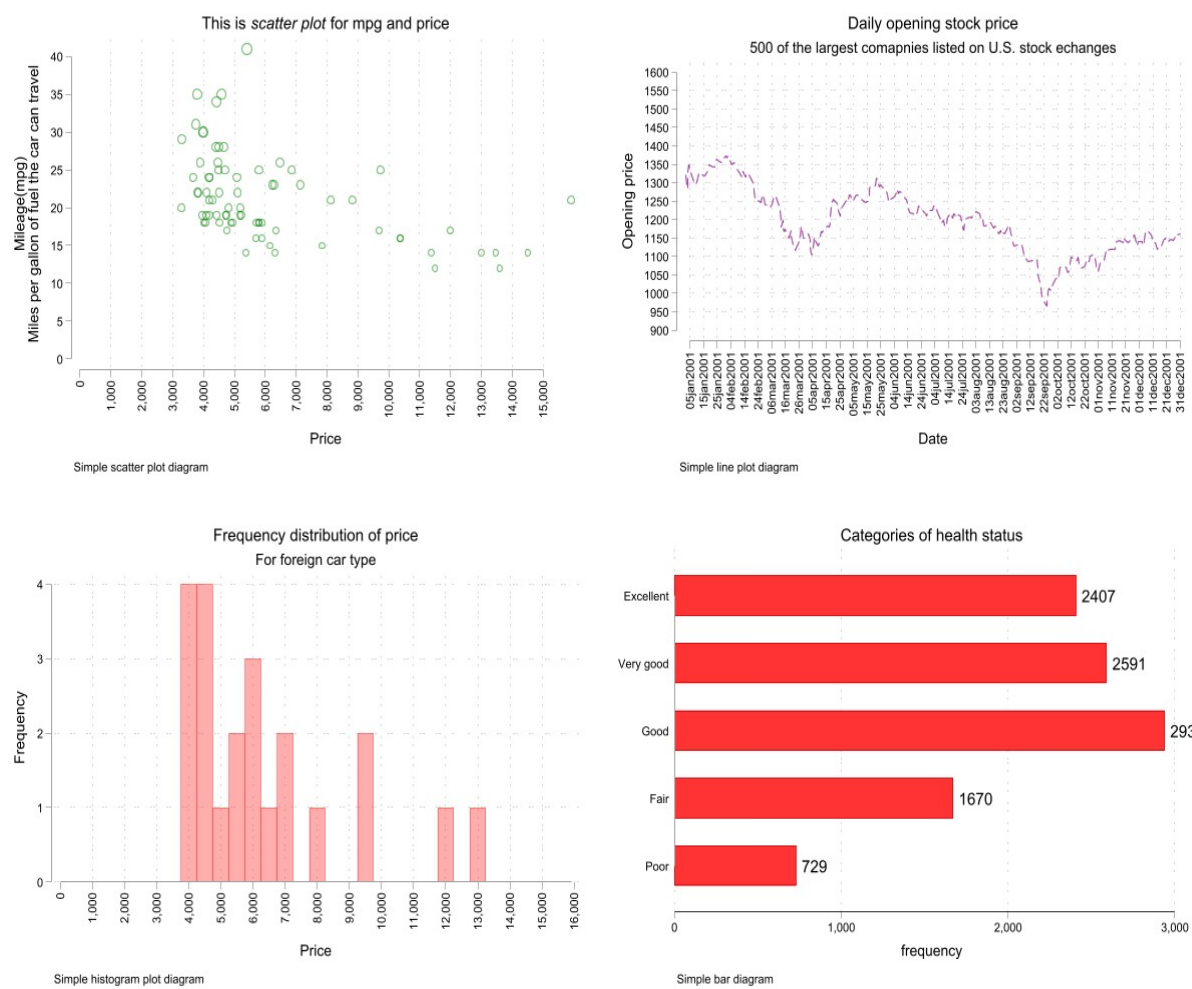 This is scatter plot for mpg and price
Mileage(mpg)
Miles per gallon of fuel the car can travel
40
35
30
25
20
15
10
5
0
0
1,000
2,000
3,000
4,000
5,000
6,000
7,000
8,000
9,000
10,000
11,000
12,000
13,000
14,000
15,000
Price
Simple scatter plot diagram
Daily opening stock price
500 of the largest comapnies listed on U.S. stock echanges
Opening price
1600
1550
1500
1450
1400
1350
1300
1250
1200
1150
1100
1050
1000
950
900
05jan2001
15jan2001
25jan2001
04feb2001
14feb2001
24feb2001
06mar2001
16mar2001
26mar2001
05apr2001
15apr2001
25apr2001
05may2001
15may2001
25may2001
04jun2001
14jun2001
24jun2001
04jul2001
14jul2001
24jul2001
03aug2001
13aug2001
23aug2001
02sep2001
12sep2001
22sep2001
02oct2001
12oct2001
22oct2001
01nov2001
11nov2001
21nov2001
01dec2001
11dec2001
21dec2001
31dec2001
Date
Simple line plot diagram
Frequency distribution of price
For foreign car type
Frequency
4
3
2
1
0
0
1,000
2,000
3,000
4,000
5,000
6,000
7,000
8,000
9,000
10,000
11,000
12,000
13,000
14,000
15,000
16,000
Price
Simple histogram plot diagram
Categories of health status
Excellent 2407
Very good 2591
Good
Fair 1670
Poor 729
0 1,000 2,000 3,000
frequency
Simple bar diagram